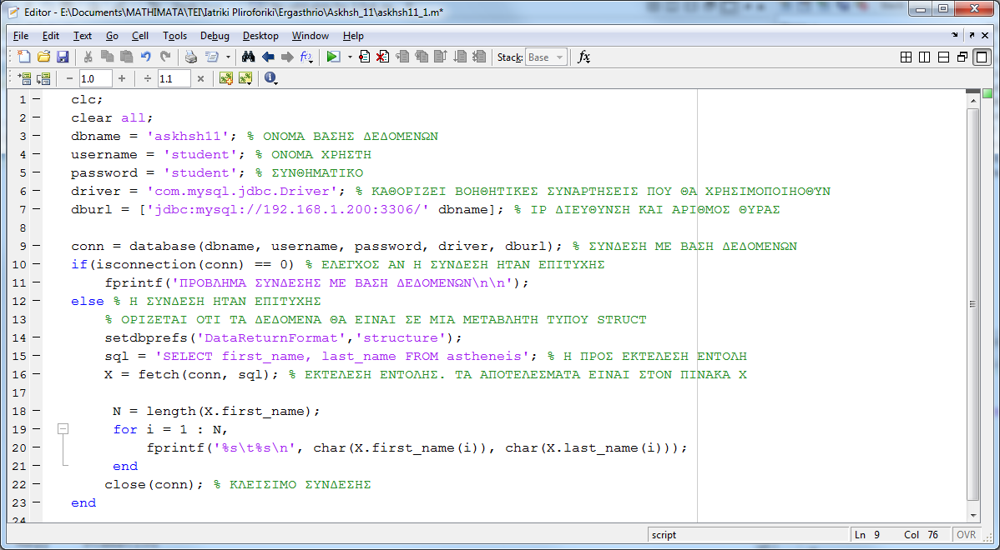 Editor - E:\Documents\MATHIMATA\TEI\Iatriki Pliroforiki\Ergasthrio\Askhsh_11\askhsh11_1.m*
File Edit Text Go Cell Tools Debug Desktop Window Help
Stack: Base fx
1.0 1.1
1 clc;
2 clear all;
3 dbname = 'askhsh11'; % ΟΝΟΜΑ ΒΑΣΗΣ ΔΕΔΟΜΕΝΩΝ
4 username = 'student'; % ΟΝΟΜΑ ΧΡΗΣΤΗ
5 password = 'student'; % ΣΥΝΘΗΜΑΤΙΚΟ
6 driver = 'com.mysql.jdbc.Driver'; % ΚΑΘΟΡΙΖΕΙ ΒΟΗΘΗΤΙΚΕΣ ΣΥΝΑΡΤΗΣΕΙΣ ΠΟΥ ΘΑ ΧΡΗΣΙΜΟΠΟΙΗΟΘΎΝ
7 dburl = ['jdbc:mysql://192.168.1.200:3306/' dbname]; % IP ΔΙΕΥΘΥΝΣΗ ΚΑΙ ΑΡΙΘΜΟΣ ΘΥΡΑΣ
8
9 conn = database(dbname, username, password, driver, dburl); % ΣΥΝΔΕΣΗ ΜΕ ΒΑΣΗ ΔΕΔΟΜΕΝΩΝ
10 if(isconnection(conn) == 0) % ΕΛΕΓΧΟΣ ΑΝ Η ΣΥΝΔΕΣΗ ΗΤΑΝ ΕΠΙΤΥΧΗΣ
11 fprintf('ΠΡΟΒΛΗΜΑ ΣΥΝΔΕΣΗΣ ΜΕ ΒΑΣΗ ΔΕΔΟΜΕΝΩΝ\n\n');
12 else % Η ΣΥΝΔΕΣΗ ΗΤΑΝ ΕΠΙΤΥΧΗΣ
13 % ΟΡΙΖΕΤΑΙ ΟΤΙ ΤΑ ΔΕΔΟΜΕΝΑ ΘΑ ΕΙΝΑΙ ΣΕ ΜΙΑ ΜΕΤΑΒΛΗΤΗ ΤΥΠΟΥ STRUCT
14 setdbprefs('DataReturnFormat','structure');
15 sql = 'SELECT first_name, last_name FROM astheneis'; % Η ΠΡΟΣ ΕΚΤΕΛΕΣΗ ΕΝΤΟΛΗ
16 X = fetch(conn, sql); % ΕΚΤΕΛΕΣΗ ΕΝΤΟΛΗΣ. ΤΑ ΑΠΟΤΕΛΕΣΜΑΤΑ ΕΙΝΑΙ ΣΤΟΝ ΠΙΝΑΚΑ X
17
18 N = length(X.first_name);
19 for i = 1 : N,
20 fprintf('%s\t%s\n', char(X.first_name(i)), char(X.last_name(i)));
21 end
22 close(conn); % ΚΛΕΙΣΙΜΟ ΣΥΝΔΕΣΗΣ
23 end
24
script Ln 9 Col 76 OVR